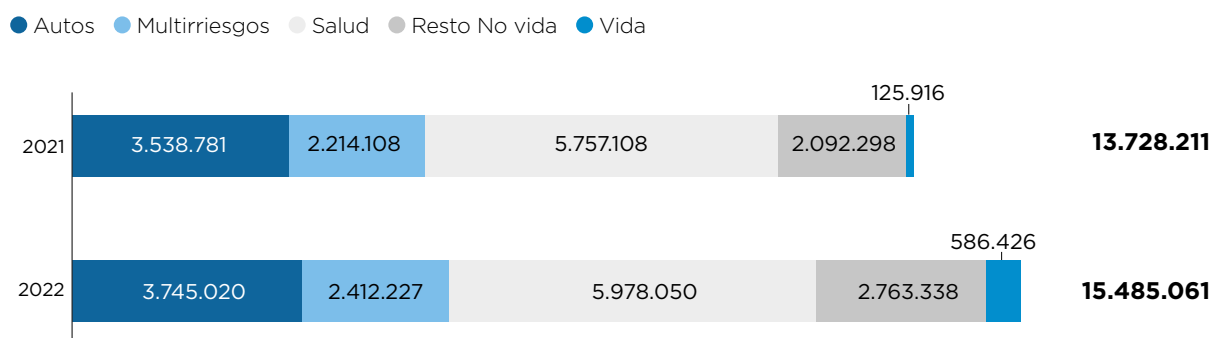 Autos Multirriesgos Salud Resto No vida Vida
125.916
2021 3.538.781 2.214.108 5.757.108 2.092.298 13.728.211
586.426
2022 3.745.020 2.412.227 5.978.050 2.763.338 15.485.061